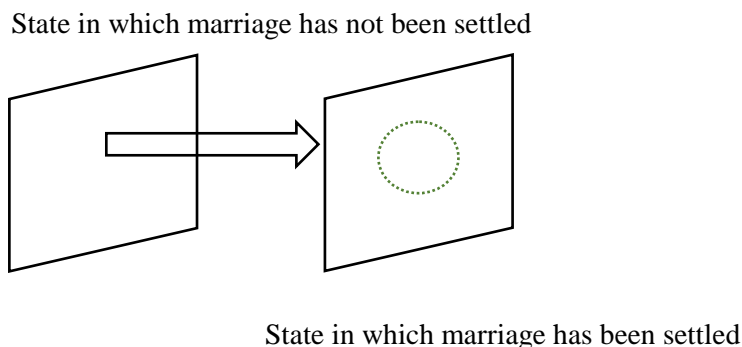 State in which marriage has not been settled
State in which marriage has been settled